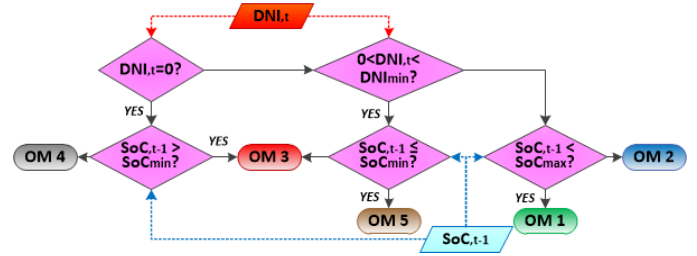 DNI,t
DNI,t=0?
0<DNI,t<
DNImin?
YES
YES
OM 4
SoC,t-1 >
SoCmin?
YES
OM 3
SoC,t-1 ≤
SoCmin?
SoC,t-1 <
SoCmax?
OM 2
YES
YES
OM 5
OM 1
SoC,t-1